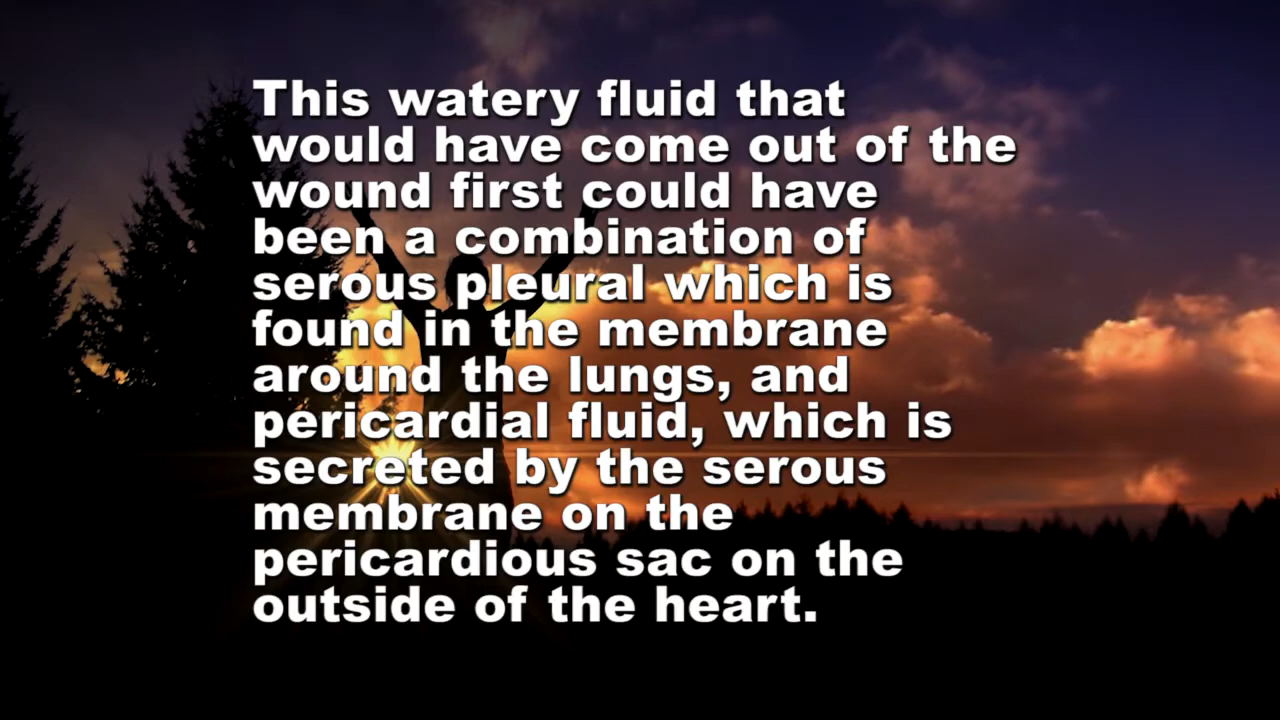 This watery fluid that
would have come out of the
wound first could have
been a combination of
serous pleural which is
found in the membrane
around the lungs, and
pericardial fluid, which is
secreted by the serous
membrane on the
pericardious sac on the
outside of the heart.